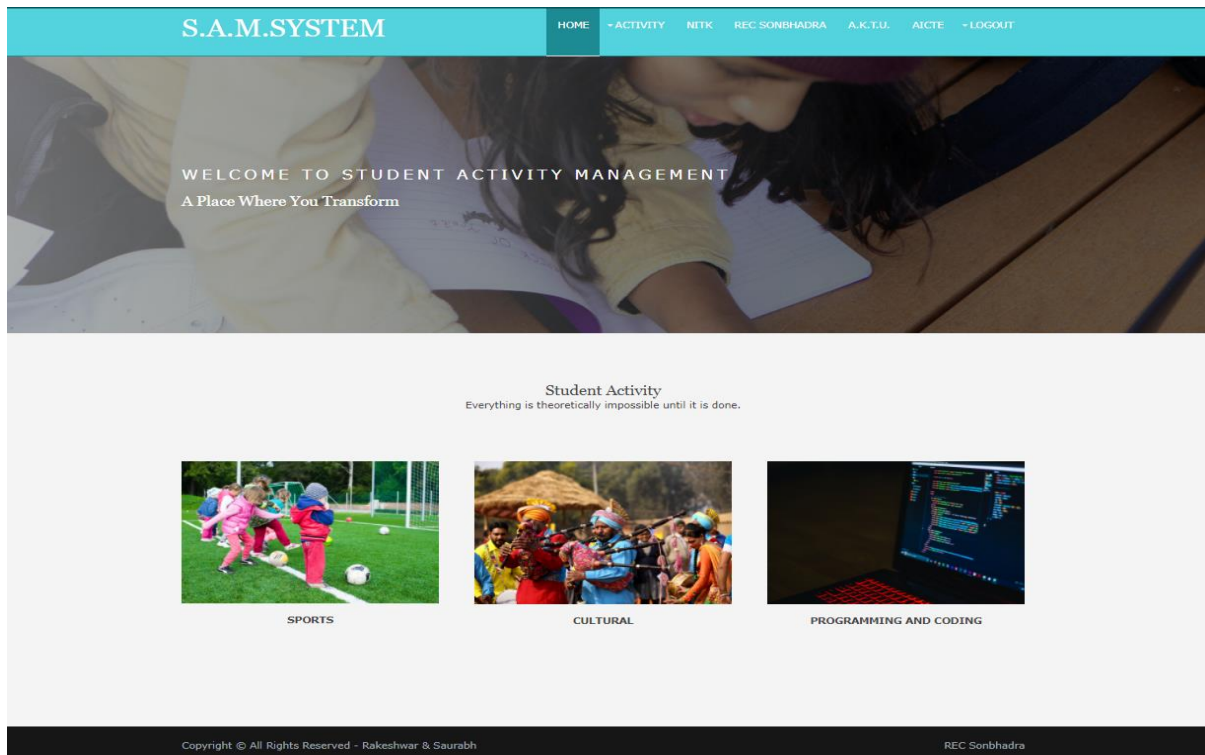 S.A.M.SYSTEM
HOME ACTIVITY NITK REC SONBHADRA A.K.T.U. AICTE LOGOUT
WELCOME TO STUDENT ACTIVITY MANAGEMENT
A Place Where You Transform
Student Activity
Everything is theoretically impossible until it is done.
SPORTS CULTURAL PROGRAMMING AND CODING
Copyright © All Rights Reserved - Rakeshwar & Saurabh REC Sonbhadra